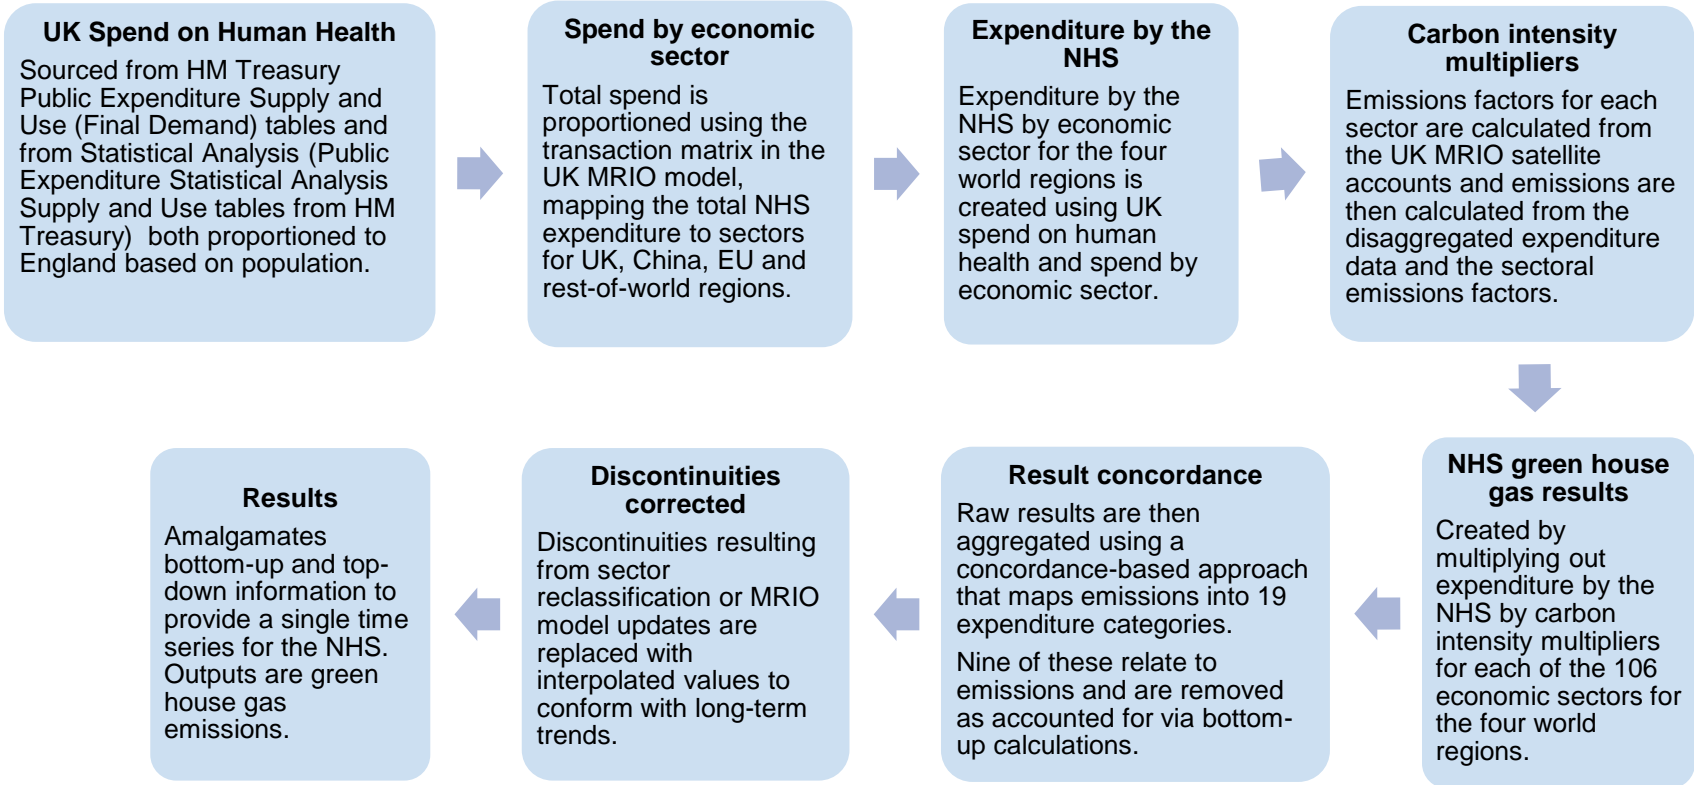 UK Spend on Human Health
Sourced from HM Treasury
Public Expenditure Supply and
Use (Final Demand) tables and
from Statistical Analysis (Public
Expenditure Statistical Analysis
Supply and Use tables from HM
Treasury)  both proportioned to
England based on population.
Spend by economic
sector
Total spend is
proportioned using the
transaction matrix in the
UK MRIO model,
mapping the total NHS
expenditure to sectors
for UK, China, EU and
rest-of-world regions.
Expenditure by the
NHS
Expenditure by the
NHS by economic
sector for the four
world regions is
created using UK
spend on human
health and spend by
economic sector.
Carbon intensity
multipliers
Emissions factors for each
sector are calculated from
the UK MRIO satellite
accounts and emissions are
then calculated from the
disaggregated expenditure
data and the sectoral
emissions factors.
NHS green house
gas results
Created by
multiplying out
expenditure by the
NHS by carbon
intensity multipliers
for each of the 106
economic sectors for
the four world
regions.
Result concordance
Raw results are then
aggregated using a
concordance-based approach
that maps emissions into 19
expenditure categories.
Nine of these relate to
emissions and are removed
as accounted for via bottom-
up calculations.
Discontinuities
corrected
Discontinuities resulting
from sector
reclassification or MRIO
model updates are
replaced with
interpolated values to
conform with long-term
trends.
Results
Amalgamates
bottom-up and top-
down information to
provide a single time
series for the NHS.
Outputs are green
house gas
emissions.